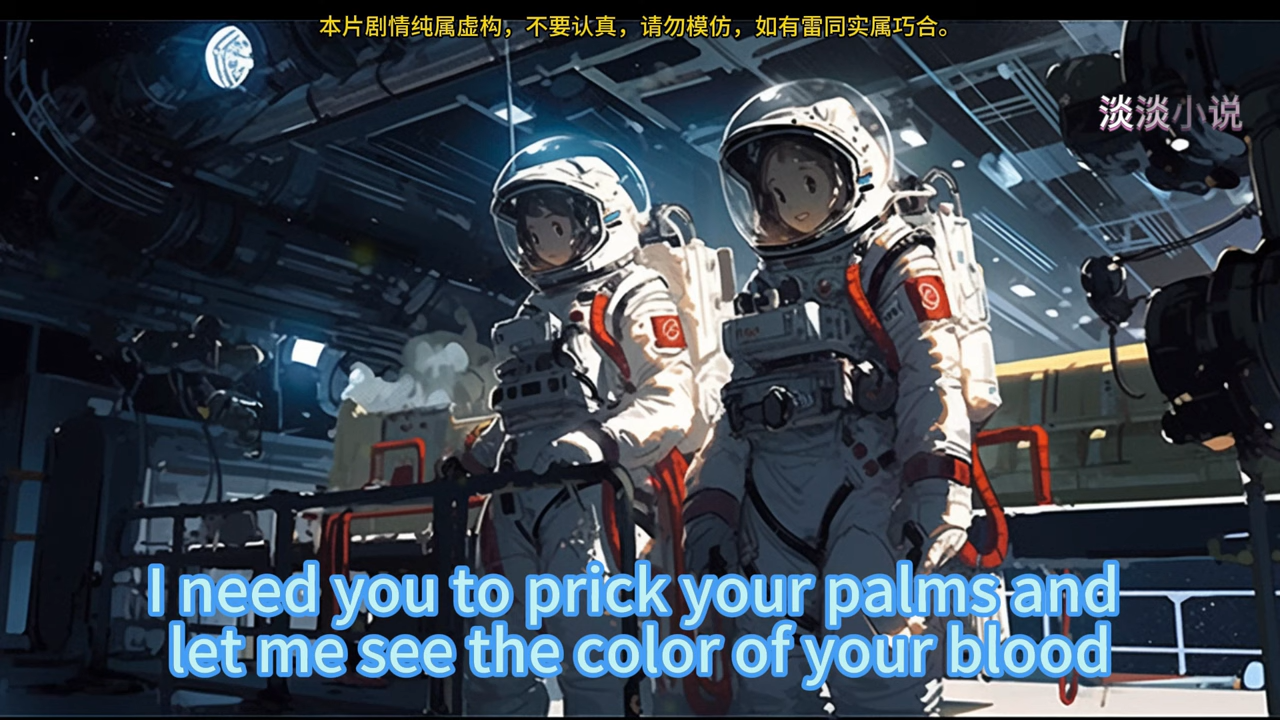 本片剧情纯属虚构，不要认真，请勿模仿，如有雷同实属巧合。
淡淡小说
I need you to prick your palms and
let me see the color of your blood